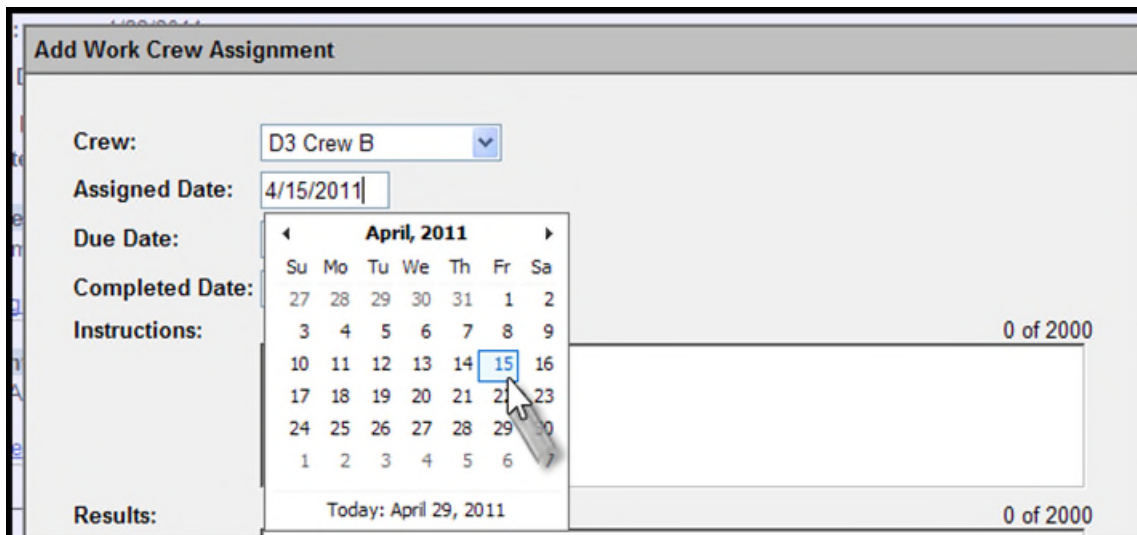 Add Work Crew Assignment
Crew: D3 Crew B
Assigned Date: 4/15/2011
Due Date:
April, 2011
Su Mo Tu We Th Fr Sa
Completed Date:
27 28 29 30 31 1 2
Instructions: 0 of 2000
3 4 5 6 7 8 9
10 11 12 13 14 15 16
17 18 19 20 21 22 23
24 25 26 27 28 29 30
1 2 3 4 5 6 7
Today: April 29, 2011
Results: 0 of 2000